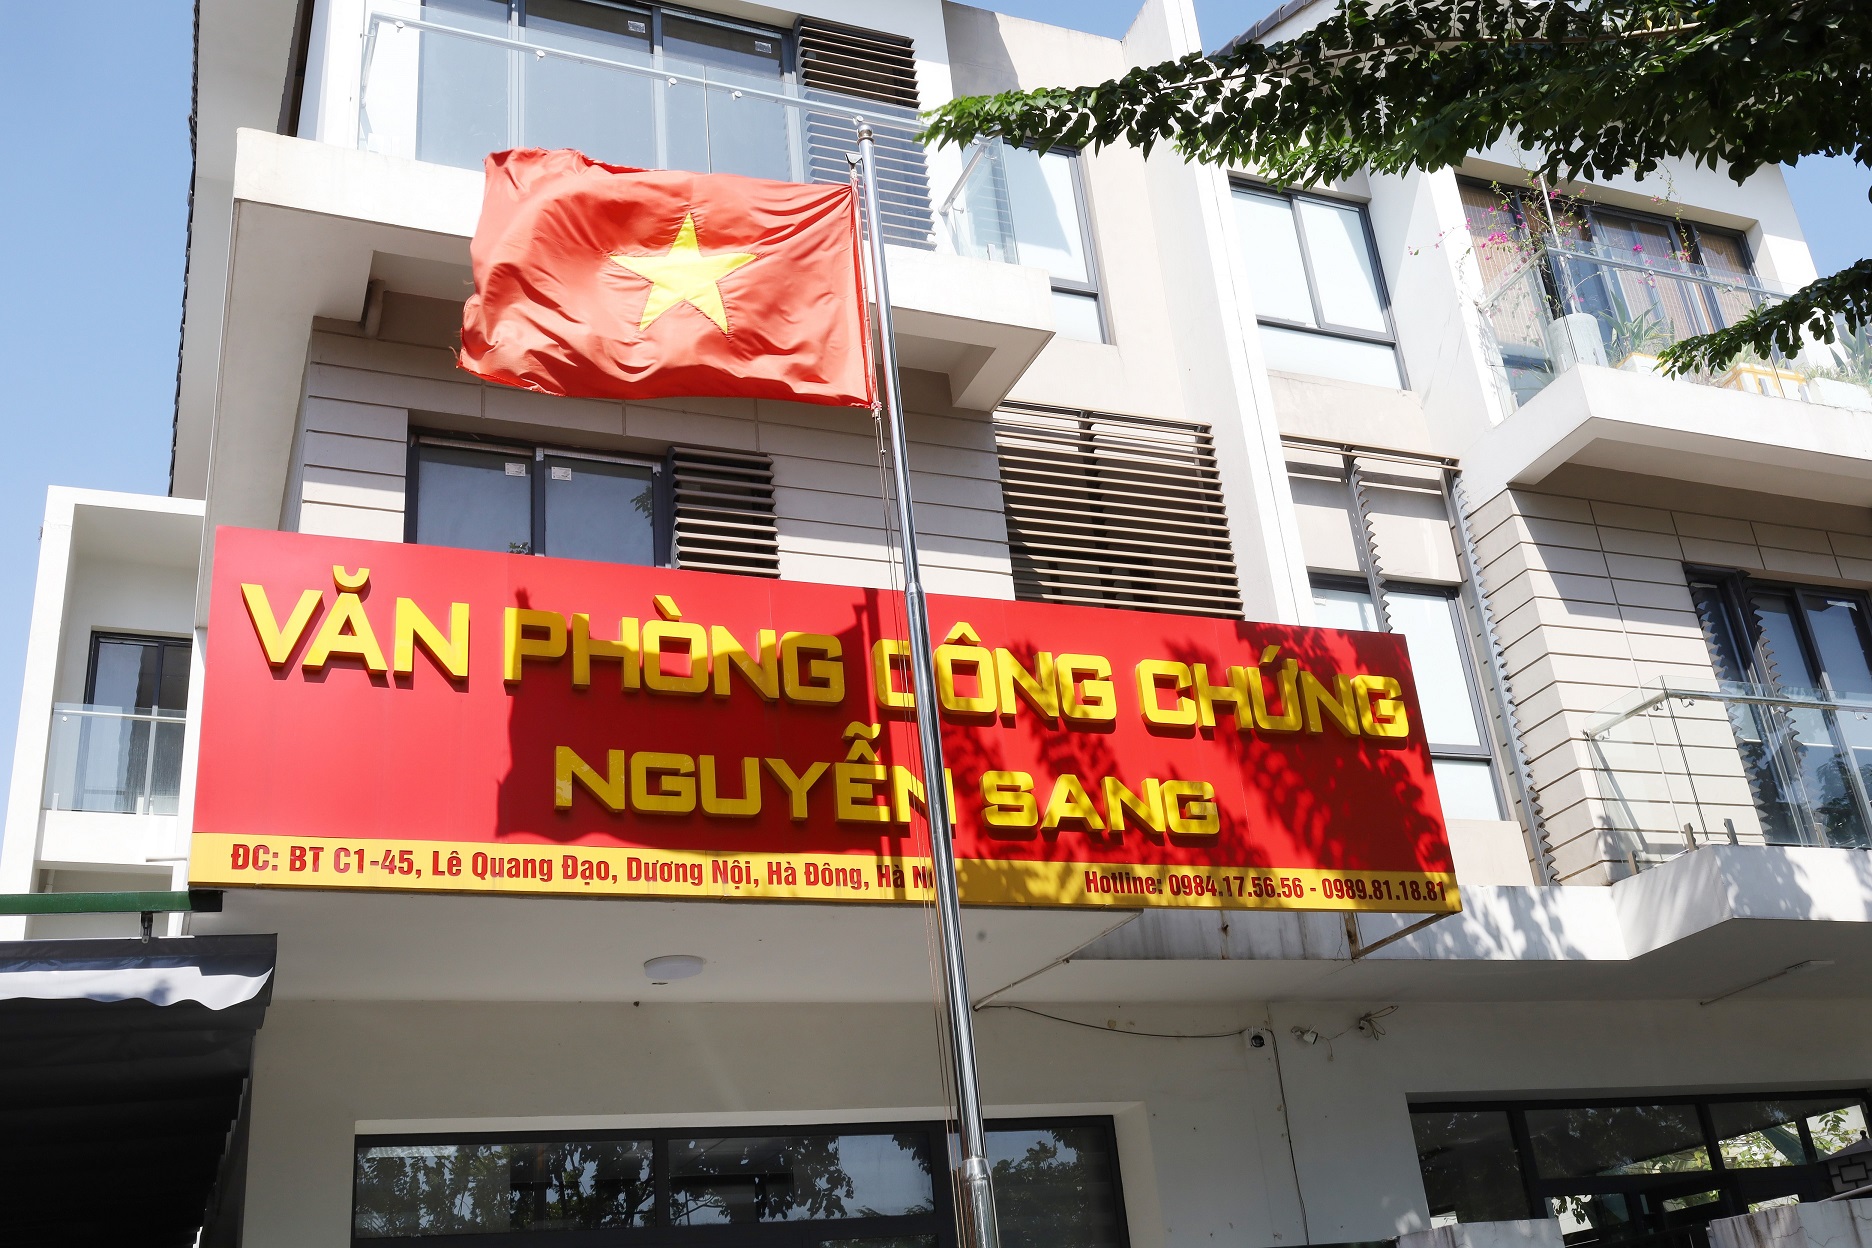 VĂN PHÒNG CÔNG CHỨNG
NGUYỄN SANG
ĐC: BT C1-45, Lê Quang Đạo, Dương Nội, Hà Đông, Hà
Hotline: 0984.17.56.56 - 0989.81.18.81